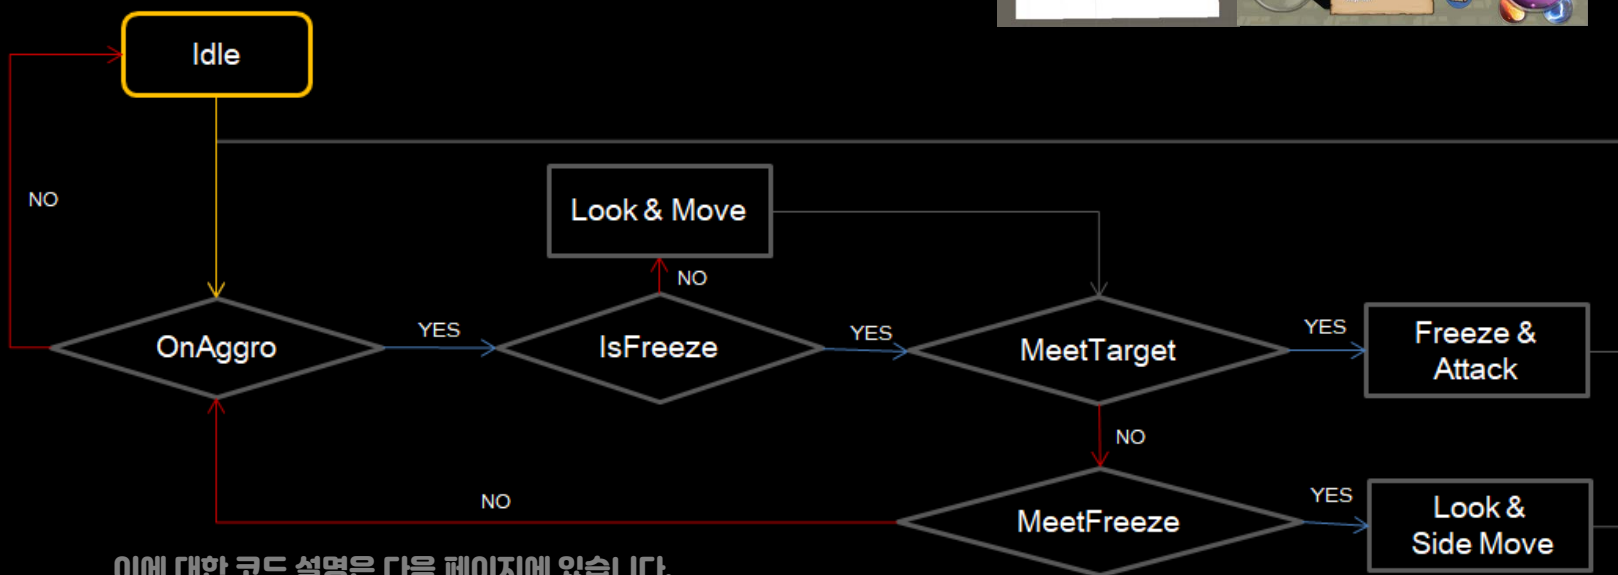 Idle
NO
Look & Move
NO
OnAggro
YES
IsFreeze
YES
MeetTarget
YES
Freeze &
Attack
NO
NO
MeetFreeze
YES
Look &
Side Move
이에 대한 코드 설명은 다음 페이지에 있습니다.